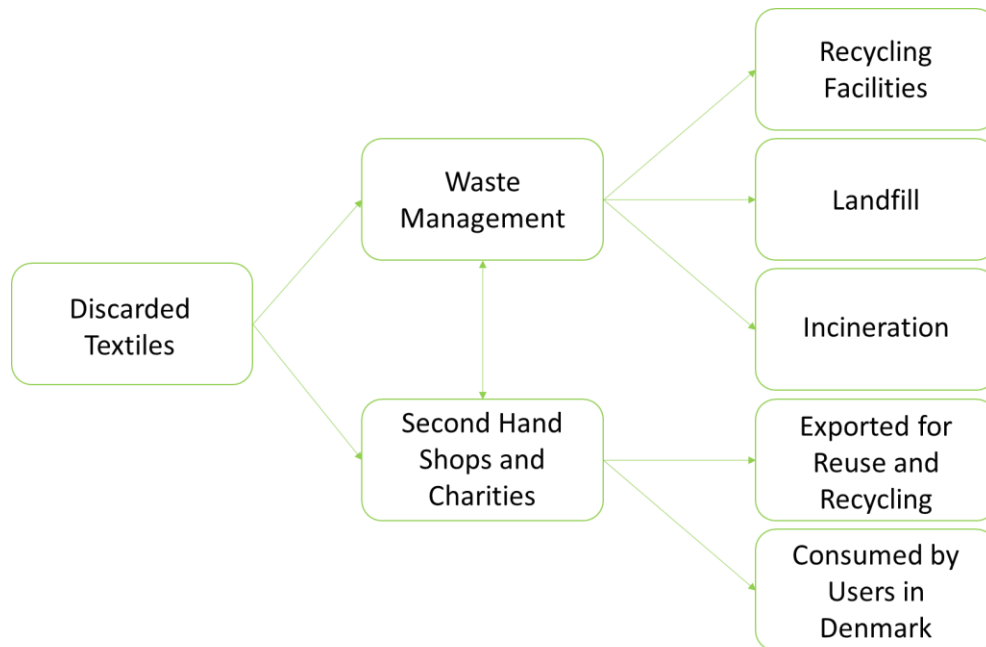 Discarded
Textiles
Waste
Management
Second Hand
Shops and
Charities
Recycling
Facilities
Landfill
Incineration
Exported for
Reuse and
Recycling
Consumed by
Users in
Denmark